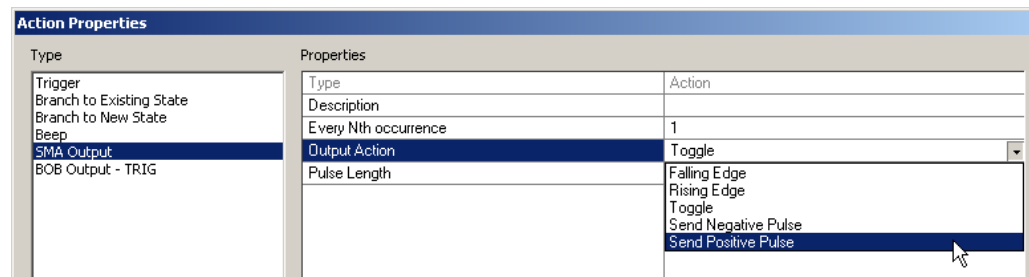 Action Properties
Type
Properties
Trigger
Branch to Existing State
Branch to New State
Beep
SMA Output
BOB Output - TRIG
Type Action
Description
Every Nth occurrence 1
Output Action Toggle
Pulse Length
Falling Edge
Rising Edge
Toggle
Send Negative Pulse
Send Positive Pulse